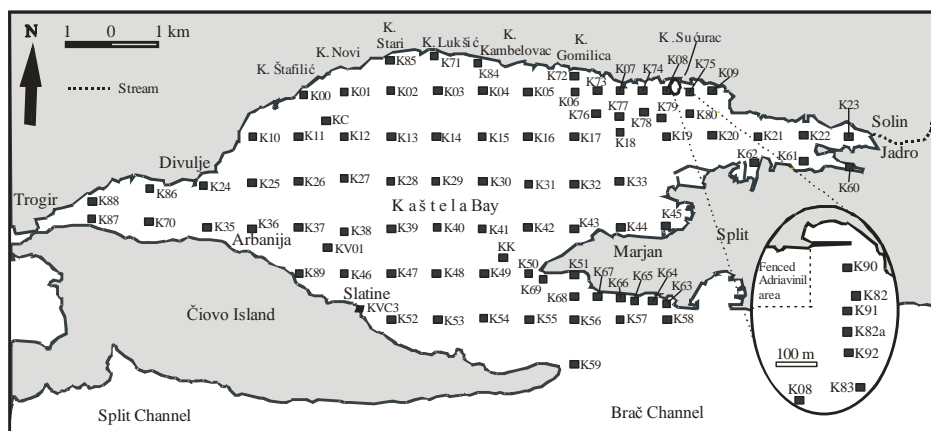 N
1 0 1 km
Stream
K. Štafilić
K. Novi
K. Stari
K. Lukšić
K. Kambelovac
K. Gomilica
K. Sućurac
K85
K71
K84
K72
K73
K07
K74
K08
K75
K09
K00
K01
K02
K03
K04
K05
K06
KC
K76
K77
K78
K79
K80
K23
Solin
K10
K11
K12
K13
K14
K15
K16
K17
K18
K19
K20
K21
K22
Jadro
Divulje
K62
K61
K60
K24
K25
K26
K27
K28
K29
K30
K31
K32
K33
Trogir
K88
K86
Kaštela Bay
K87
K70
K35
K36
K37
K38
K39
K40
K41
K42
K43
K44
K45
Split
Arbanija
KV01
KK
Marjan
K89
K46
K47
K48
K49
K50
K51
K69
K67
K66
K65
K64
K63
K68
Slatine
KVC3
Čiovo Island
K52
K53
K54
K55
K56
K57
K58
K59
Split Channel
Brač Channel
Fenced
Adriavinil
area
K90
K82
K91
K82a
K92
100 m
K08
K83